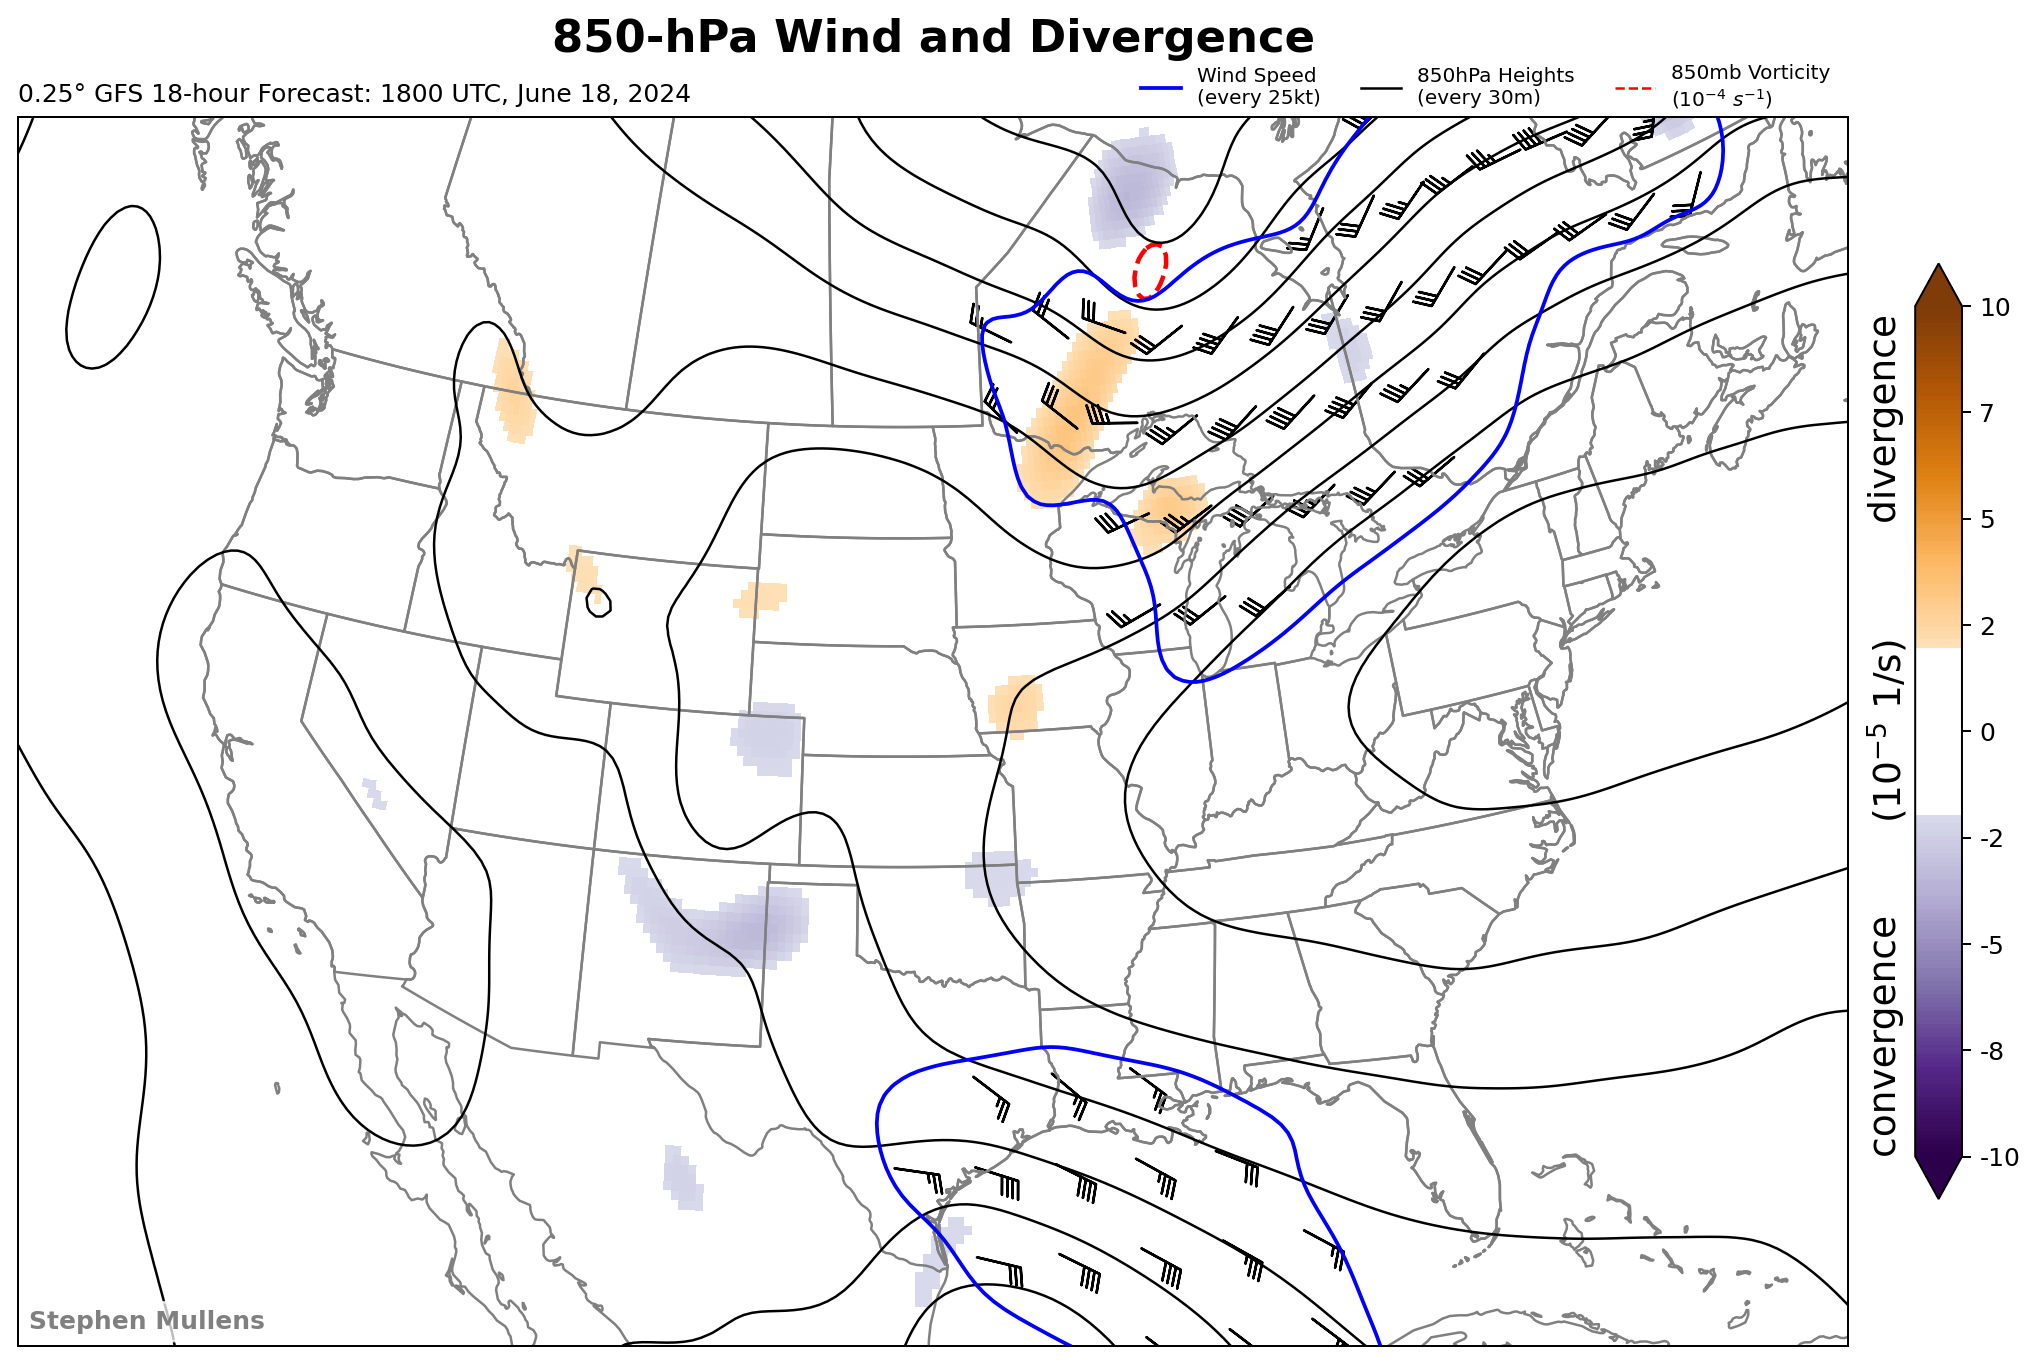 850-hPa Wind and Divergence
0.25° GFS 18-hour Forecast: 1800 UTC, June 18, 2024
Wind Speed
(every 25kt)
850hPa Heights
(every 30m)
850mb Vorticity
(10⁻⁴ s⁻¹)
10
7
5
2
0
-2
-5
-8
-10
convergence (10⁻⁵ 1/s) divergence
Stephen Mullens